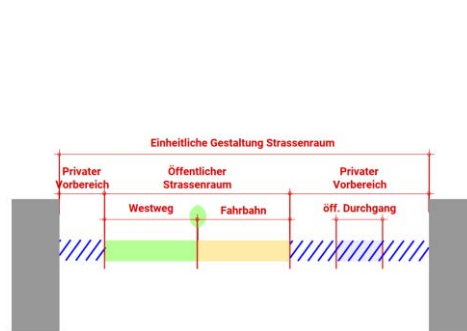 Einheitliche Gestaltung Strassenraum
Privater
Vorbereich
Öffentlicher
Strassenraum
Privater
Vorbereich
Westweg
Fahrbahn
öff. Durchgang